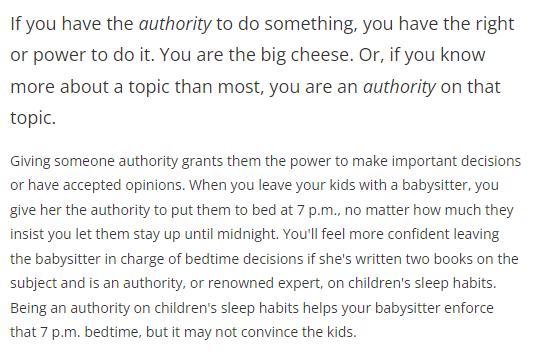 If you have the authority to do something, you have the right
or power to do it. You are the big cheese. Or, if you know
more about a topic than most, you are an authority on that
topic.
Giving someone authority grants them the power to make important decisions
or have accepted opinions. When you leave your kids with a babysitter, you
give her the authority to put them to bed at 7 p.m., no matter how much they
insist you let them stay up until midnight. You'll feel more confident leaving
the babysitter in charge of bedtime decisions if she's written two books on the
subject and is an authority, or renowned expert, on children's sleep habits.
Being an authority on children's sleep habits helps your babysitter enforce
that 7 p.m. bedtime, but it may not convince the kids.